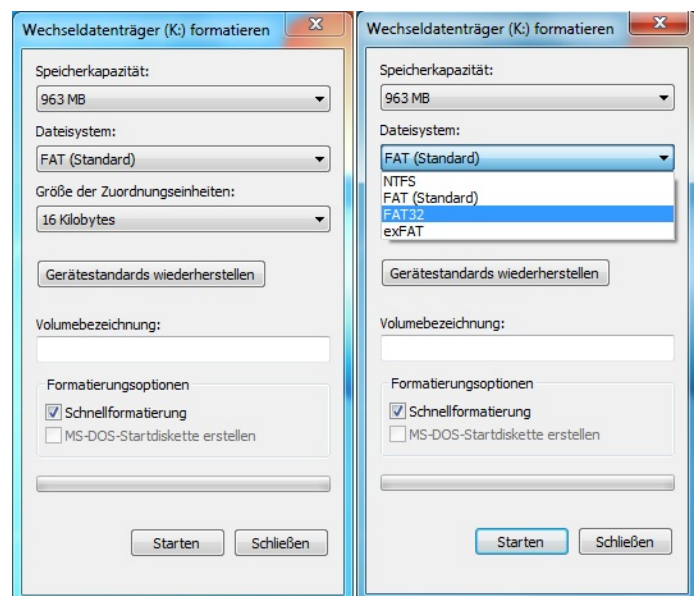 Wechseldatenträger (K:) formatieren
Speicherkapazität:
963 MB
Dateisystem:
FAT (Standard)
Größe der Zuordnungseinheiten:
16 Kilobytes
Gerätestandards wiederherstellen
Volumebezeichnung:
Formatierungsoptionen
Schnellformatierung
MS-DOS-Startdiskette erstellen
Starten
Schließen
Wechseldatenträger (K:) formatieren
Speicherkapazität:
963 MB
Dateisystem:
FAT (Standard)
NTFS
FAT (Standard)
FAT32
exFAT
Gerätestandards wiederherstellen
Volumebezeichnung:
Formatierungsoptionen
Schnellformatierung
MS-DOS-Startdiskette erstellen
Starten
Schließen